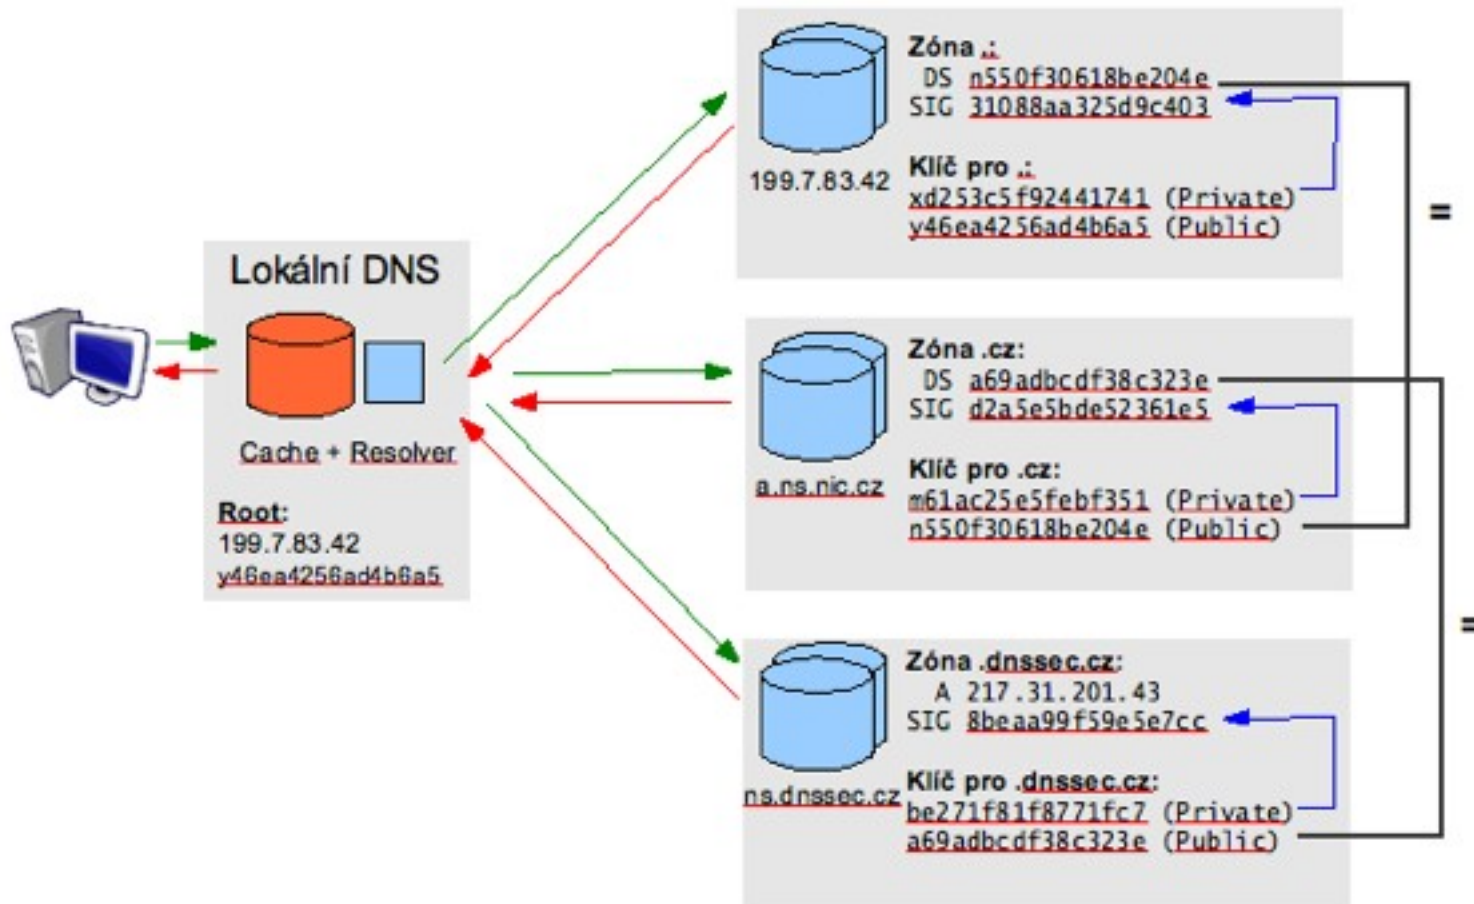 Lokální DNS
Cache + Resolver
Root:
199.7.83.42
y46ea4256ad4b6a5
199.7.83.42
Zóna .:
DS n550f30618be204e
SIG 31088aa325d9c403
Klíč pro .:
xd253c5f92441741 (Private)
y46ea4256ad4b6a5 (Public)
=
a.ns.nic.cz
Zóna .cz:
DS a69adbcdf38c323e
SIG d2a5e5bde52361e5
Klíč pro .cz:
m61ac25e5febf351 (Private)
n550f30618be204e (Public)
=
ns.dnssec.cz
Zóna .dnssec.cz:
A 217.31.201.43
SIG 8beaa99f59e5e7cc
Klíč pro .dnssec.cz:
be271f81f8771fc7 (Private)
a69adbcdf38c323e (Public)